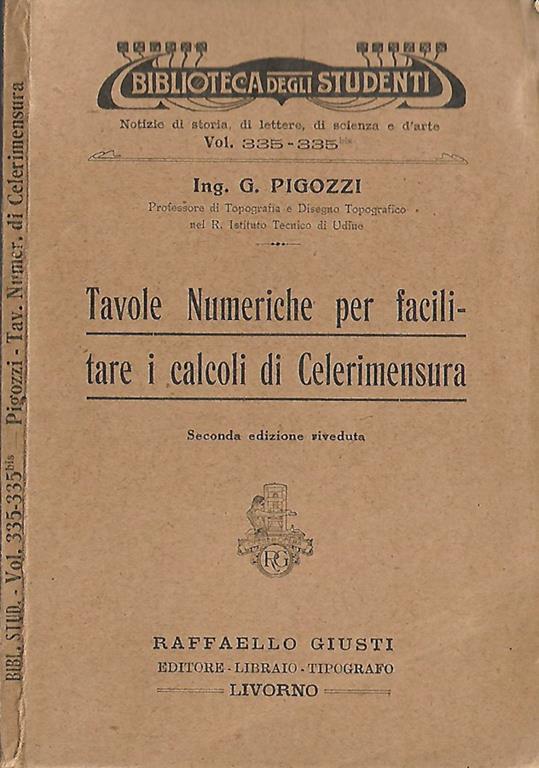 BIBLIOTECA DEGLI STUDENTI
Notizie di storia, di lettere, di scienza e d'arte
Vol. 335-335bis
Ing. G. PIGOZZI
Professore di Topografia e Disegno Topografico
nel R. Istituto Tecnico di Udine
Tavole Numeriche per facili-
tare i calcoli di Celerimensura
Seconda edizione riveduta
RG
RAFFAELLO GIUSTI
EDITORE-LIBRAIO-TIPOGRAFO
LIVORNO
BIBL. STUD. - Vol. 335-335bis - Pigozzi - Tav. Numer. di Celerimensura